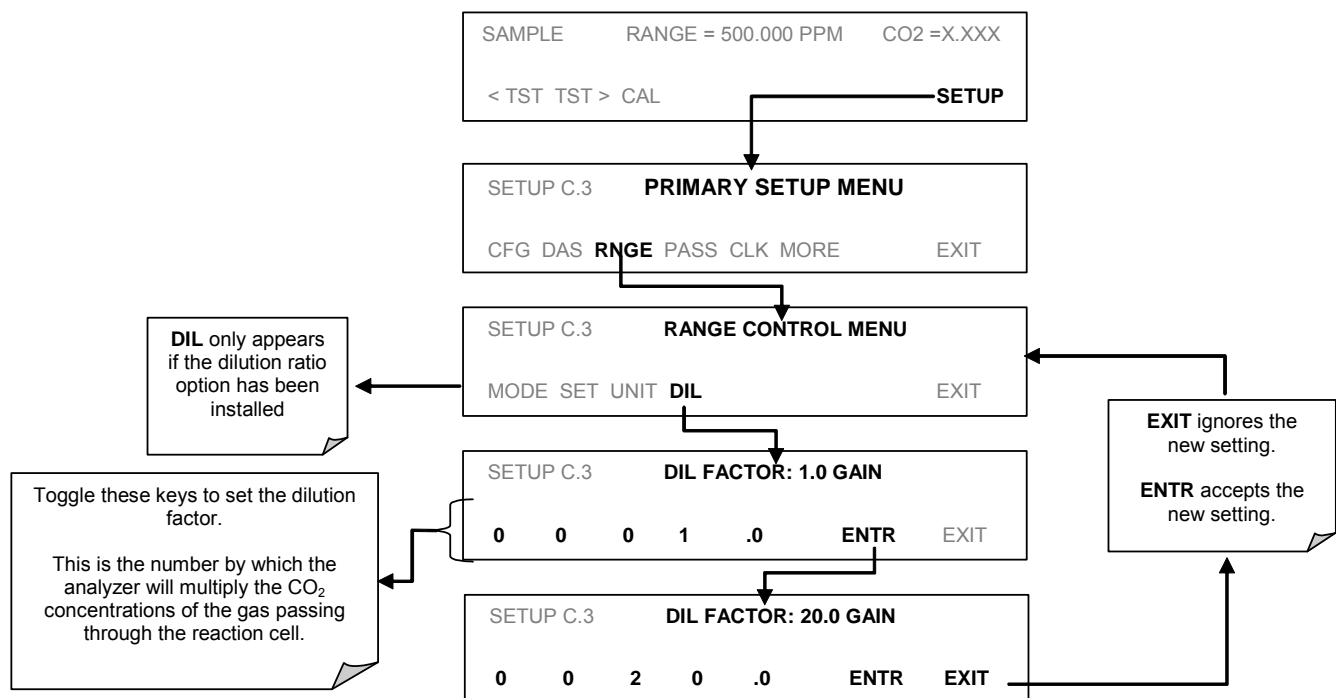 SAMPLE RANGE = 500.000 PPM CO2 =X.XXX
< TST TST > CAL SETUP
SETUP C.3 PRIMARY SETUP MENU
CFG DAS RNGE PASS CLK MORE EXIT
SETUP C.3 RANGE CONTROL MENU
MODE SET UNIT DIL EXIT
DIL only appears
if the dilution ratio
option has been
installed
SETUP C.3 DIL FACTOR: 1.0 GAIN
0 0 0 1 .0 ENTR EXIT
Toggle these keys to set the dilution
factor.
This is the number by which the
analyzer will multiply the CO2
concentrations of the gas passing
through the reaction cell.
SETUP C.3 DIL FACTOR: 20.0 GAIN
0 0 2 0 .0 ENTR EXIT
EXIT ignores the
new setting.
ENTR accepts the
new setting.